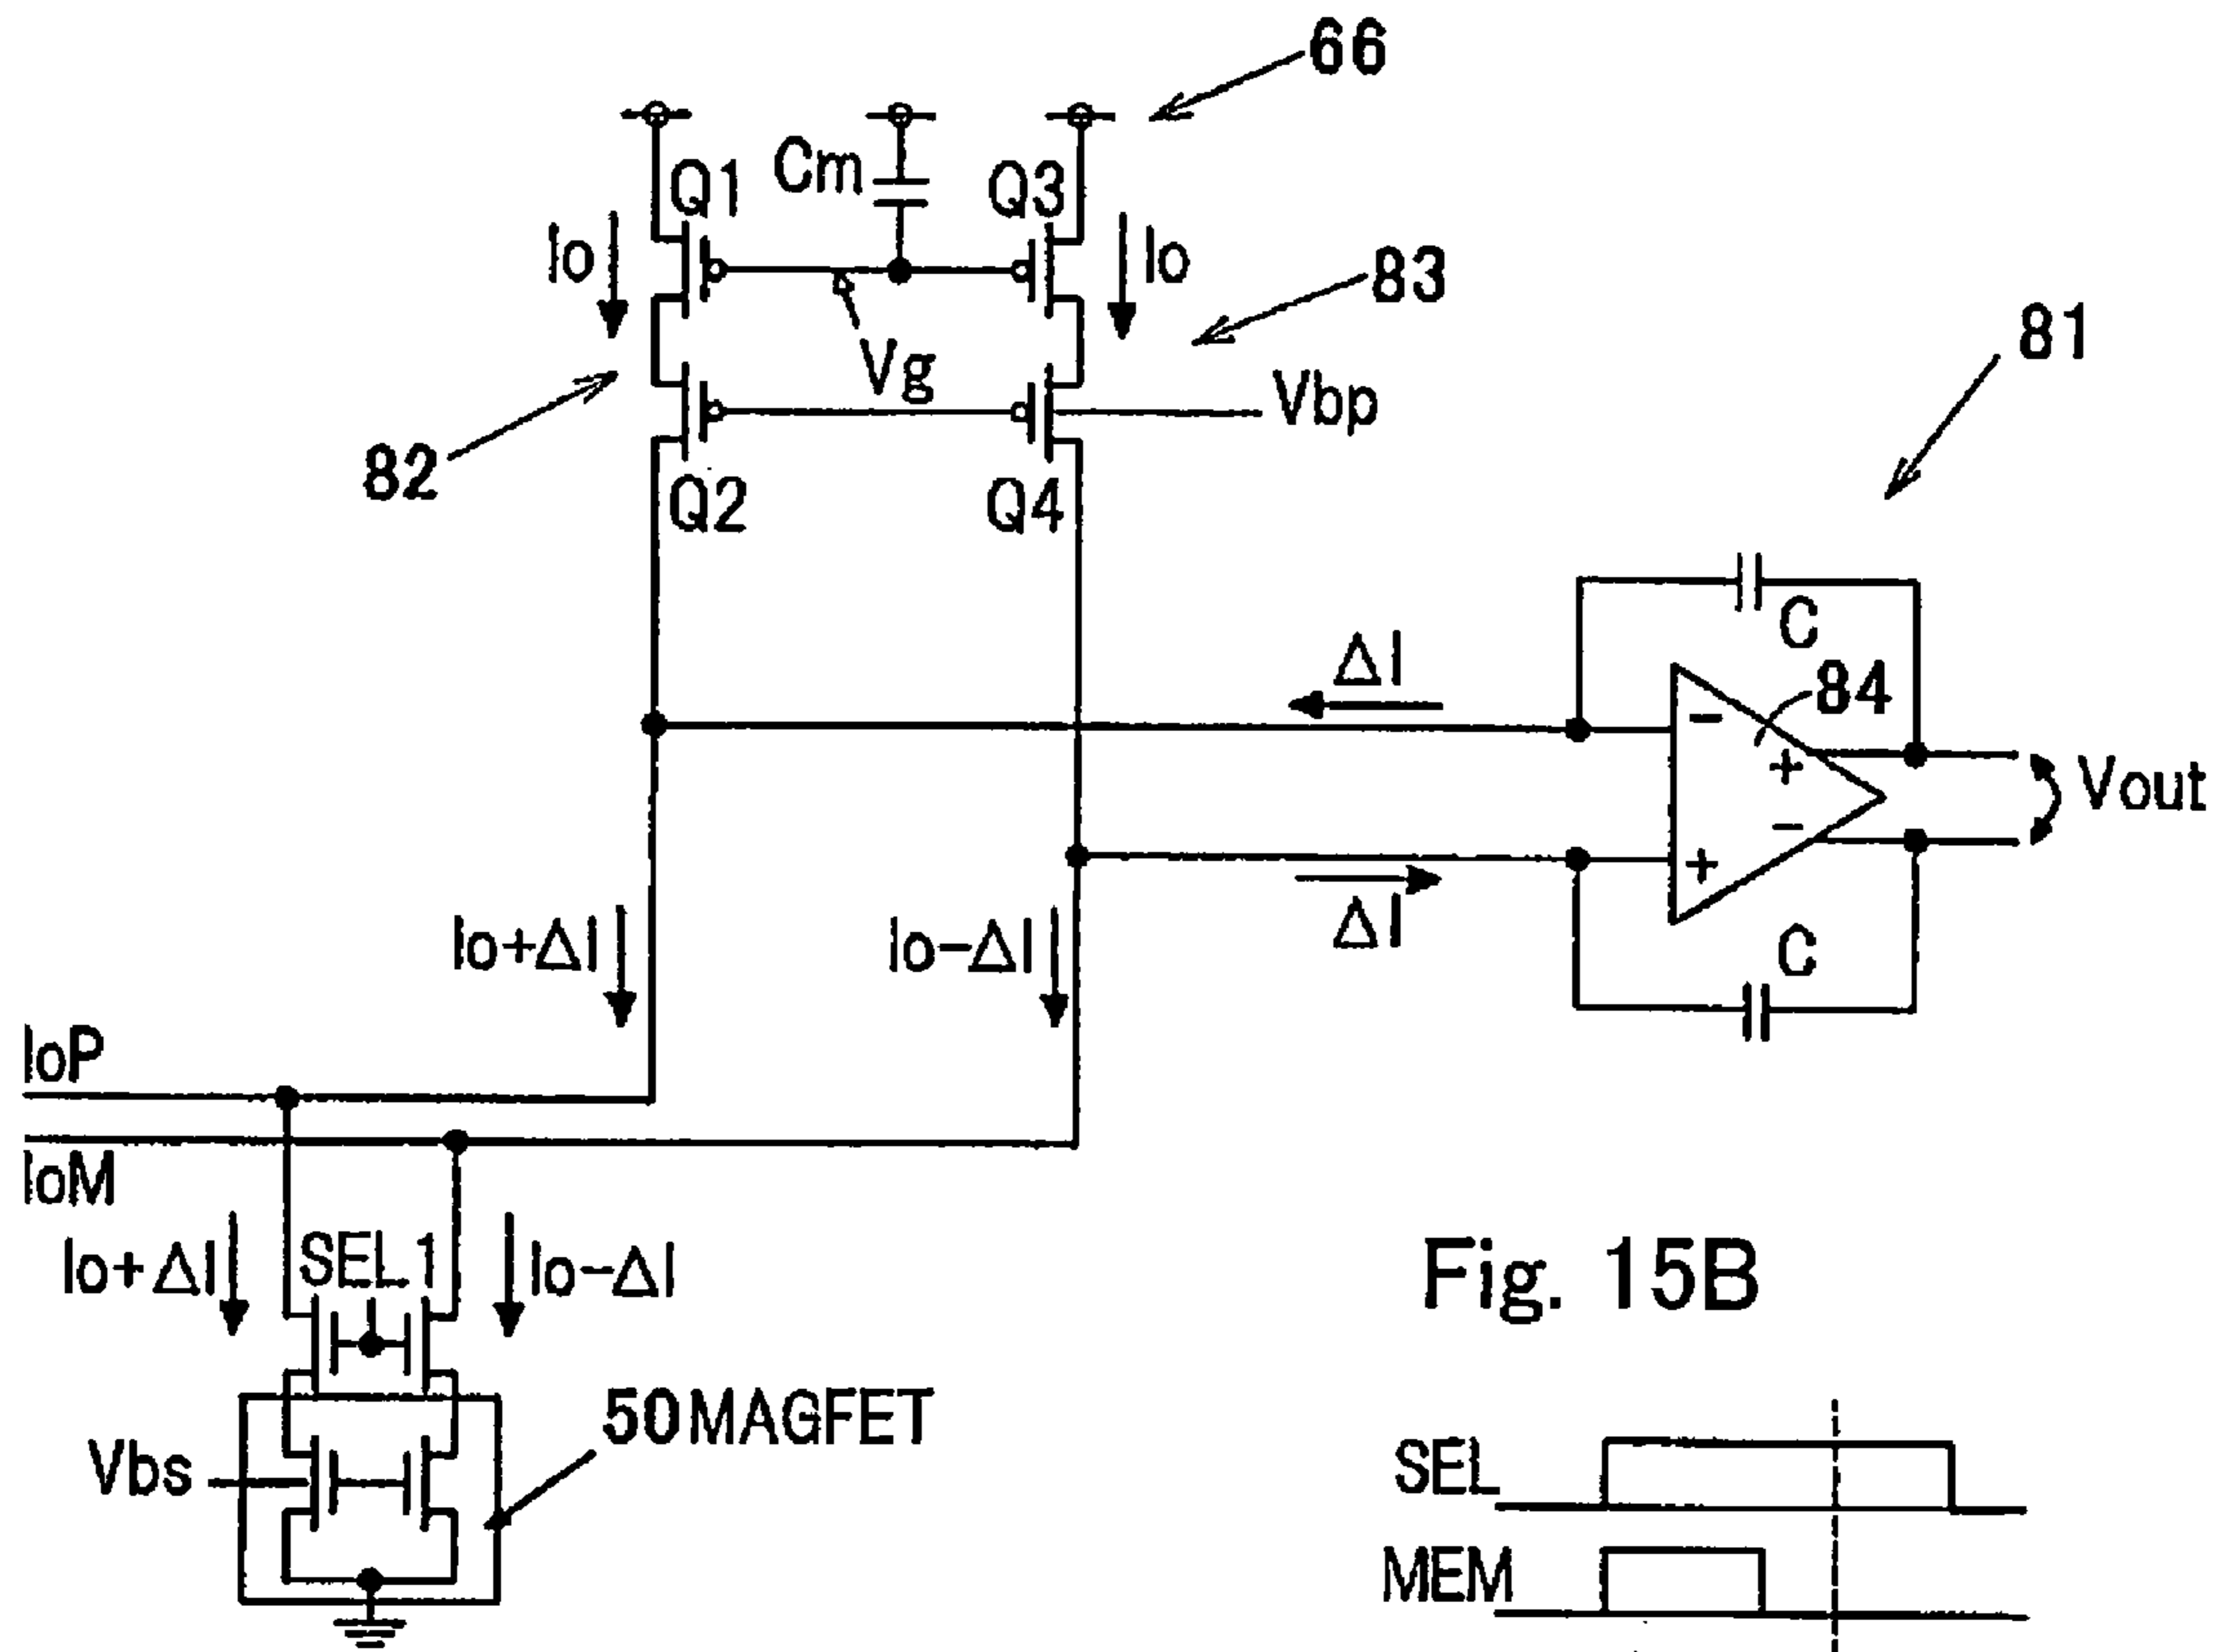 66
Q1
Cm
Q3
Io
Io
83
Vg
Vbp
81
82
Q2
Q4
C
ΔI
84
-
+
-
+
Vout
ΔI
C
Io+ΔI
Io-ΔI
IoP
IoM
Io+ΔI
SEL1
Io-ΔI
Fig. 15B
50MAGFET
Vbs
SEL
MEM